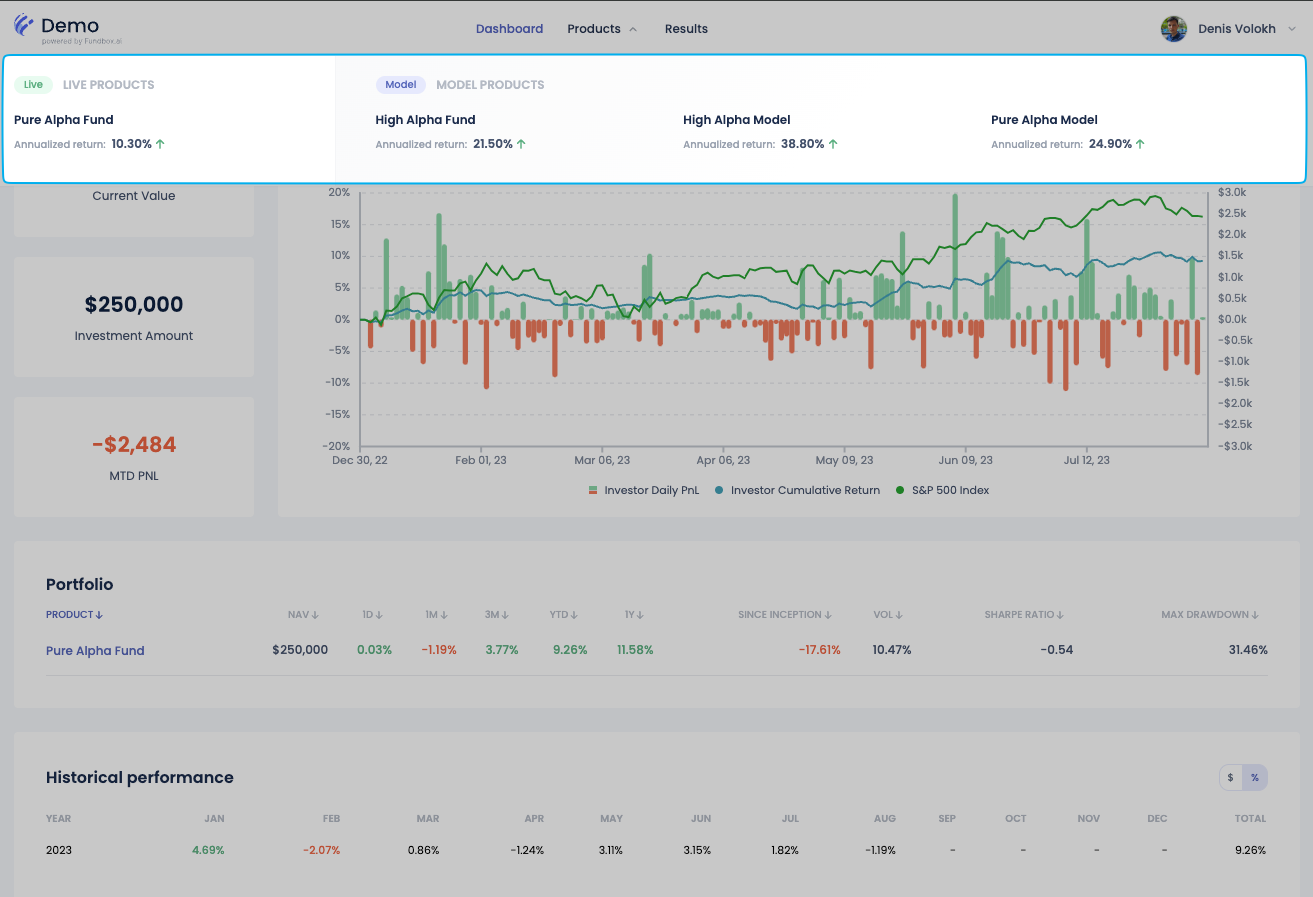 Demo
powered by Fundbox.ai
Dashboard Products Results
Denis Volokh
Live LIVE PRODUCTS
Model MODEL PRODUCTS
Pure Alpha Fund
Annualized return: 10.30% ↑
High Alpha Fund
Annualized return: 21.50% ↑
High Alpha Model
Annualized return: 38.80% ↑
Pure Alpha Model
Annualized return: 24.90% ↑
Current Value
$250,000
Investment Amount
-$2,484
MTD PNL
20%
15%
10%
5%
0%
-5%
-10%
-15%
-20%
$3.0k
$2.5k
$2.0k
$1.5k
$1.0k
$0.5k
$0.0k
-$0.5k
-$1.0k
-$1.5k
-$2.0k
-$2.5k
-$3.0k
Dec 30, 22 Feb 01, 23 Mar 06, 23 Apr 06, 23 May 09, 23 Jun 09, 23 Jul 12, 23
Investor Daily PnL Investor Cumulative Return S&P 500 Index
Portfolio
PRODUCT ↓ NAV ↓ 1D ↓ 1M ↓ 3M ↓ YTD ↓ 1Y ↓ SINCE INCEPTION ↓ VOL ↓ SHARPE RATIO ↓ MAX DRAWDOWN ↓
Pure Alpha Fund $250,000 0.03% -1.19% 3.77% 9.26% 11.58% -17.61% 10.47% -0.54 31.46%
Historical performance
$ %
YEAR JAN FEB MAR APR MAY JUN JUL AUG SEP OCT NOV DEC TOTAL
2023 4.69% -2.07% 0.86% -1.24% 3.11% 3.15% 1.82% -1.19% - - - - 9.26%